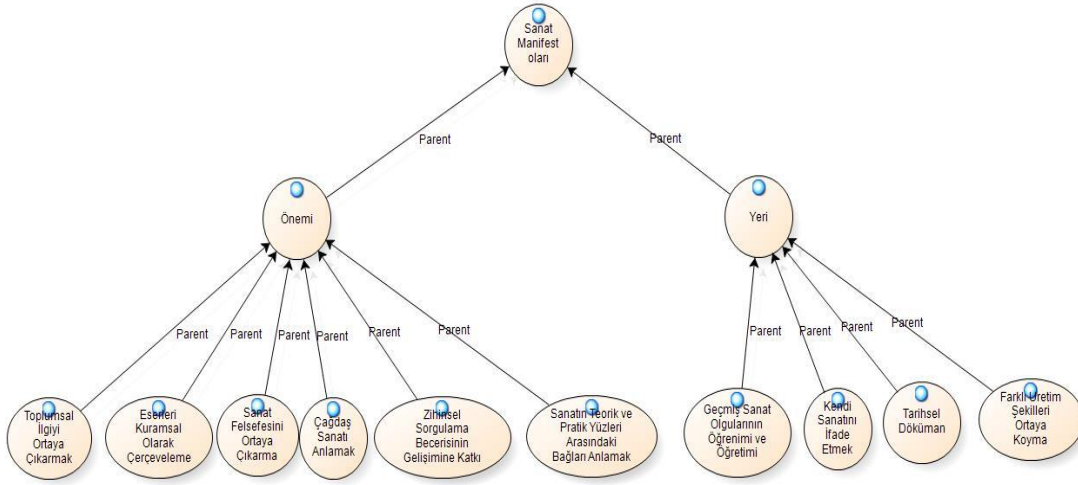 Sanat
Manifest
oları
Parent
Parent
Önemi
Yeri
Parent
Parent
Parent
Parent
Parent
Parent
Parent
Parent
Parent
Parent
Toplumsal
İlgiyi
Ortaya
Çıkarmak
Eserleri
Kuramsal
Olarak
Çerçeveleme
Sanat
Felsefesini
Ortaya
Çıkarma
Çağdaş
Sanatı
Anlamak
Zihinsel
Sorgulama
Becerisinin
Gelişimine Katkı
Sanatın Teorik ve
Pratik Yüzleri
Arasındaki
Bağları Anlamak
Geçmiş Sanat
Olgularının
Öğrenimi ve
Öğretimi
Kendi
Sanatını
İfade
Etmek
Tarihsel
Döküman
Farklı Üretim
Şekilleri
Ortaya
Koyma